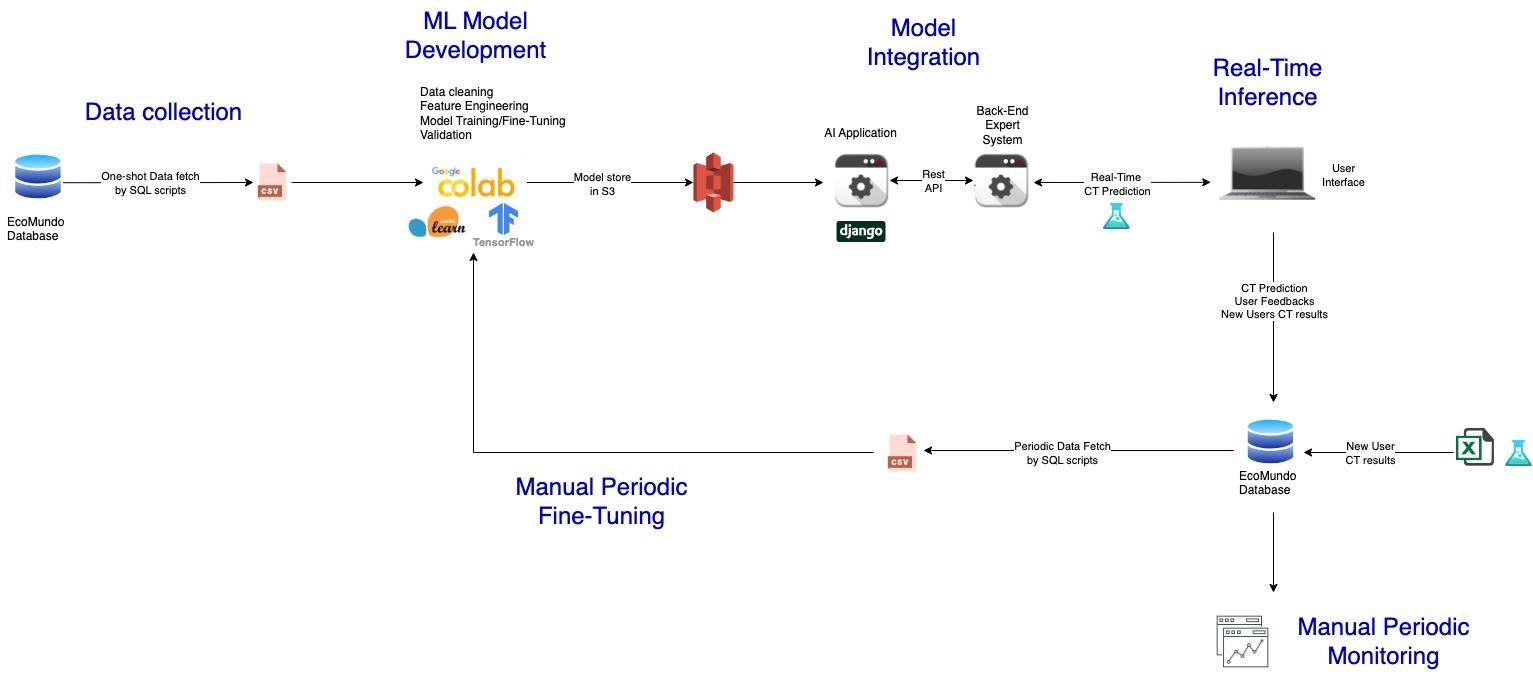 ML Model
Development
Model
Integration
Real-Time
Inference
Data collection
Data cleaning
Feature Engineering
Model Training/Fine-Tuning
Validation
AI Application
Back-End
Expert
System
One-shot Data fetch
by SQL scripts
CSV
Google
colab
learn
TensorFlow
Model store
in S3
Rest
API
django
Real-Time
CT Prediction
User
Interface
EcoMundo
Database
CT Prediction
User Feedbacks
New Users CT results
CSV
Periodic Data Fetch
by SQL scripts
EcoMundo
Database
New User
CT results
X
Manual Periodic
Fine-Tuning
Manual Periodic
Monitoring